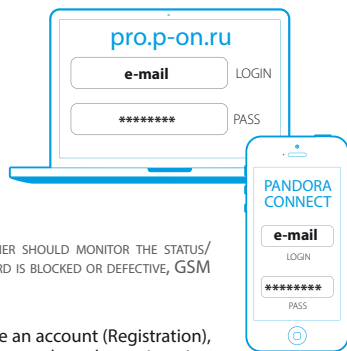 pro.p-on.ru
e-mail LOGIN
******** PASS
PANDORA
CONNECT
e-mail
LOGIN
********
PASS
SHOULD MONITOR THE STATUS/
IS BLOCKED OR DEFECTIVE, GSM
e an account (Registration),